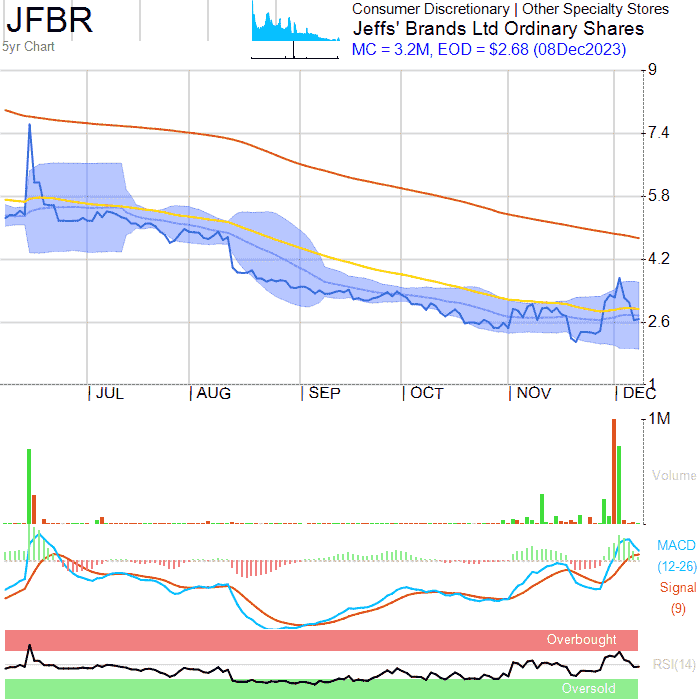 JFBR
5yr Chart
Consumer Discretionary | Other Specialty Stores
Jeffs' Brands Ltd Ordinary Shares
MC = 3.2M, EOD = $2.68 (08Dec2023)
9
7.4
5.8
4.2
2.6
1
JUL AUG SEP OCT NOV DEC
1M
Volume
MACD
(12-26)
Signal
(9)
Overbought
RSI(14)
Oversold